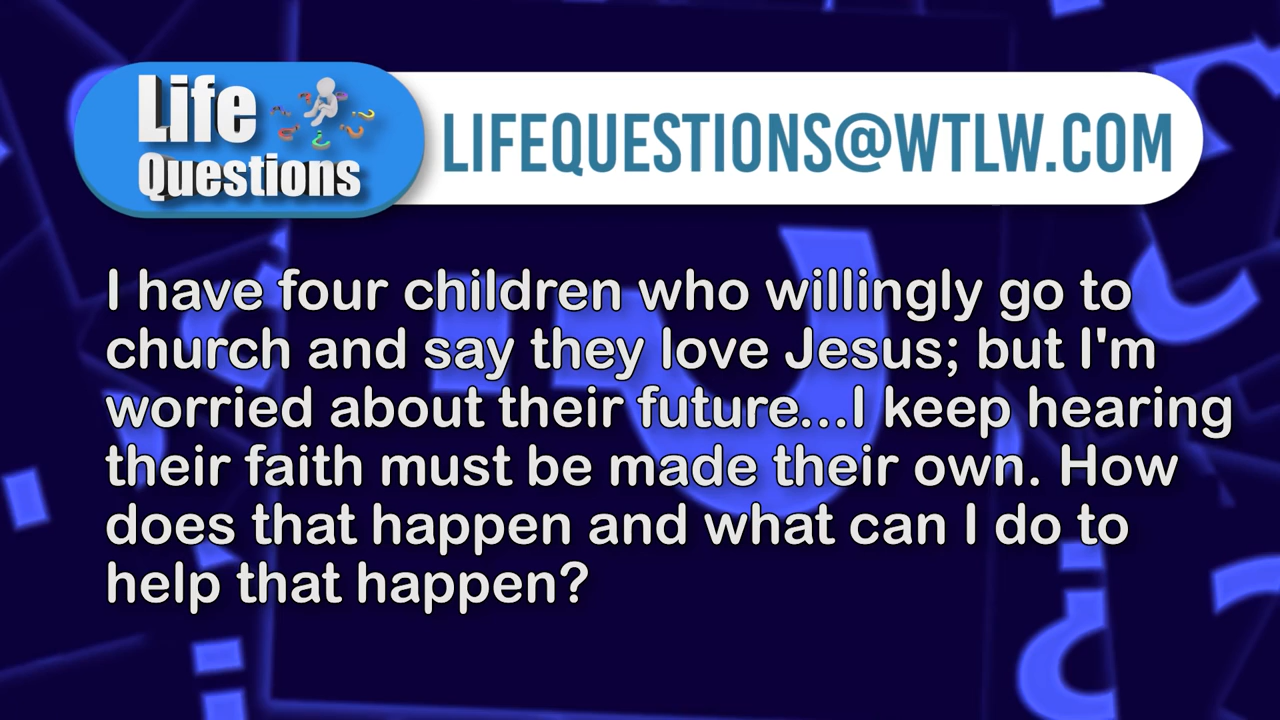 Life
Questions
LIFEQUESTIONS@WTLW.COM
I have four children who willingly go to
church and say they love Jesus; but I'm
worried about their future...I keep hearing
their faith must be made their own. How
does that happen and what can I do to
help that happen?